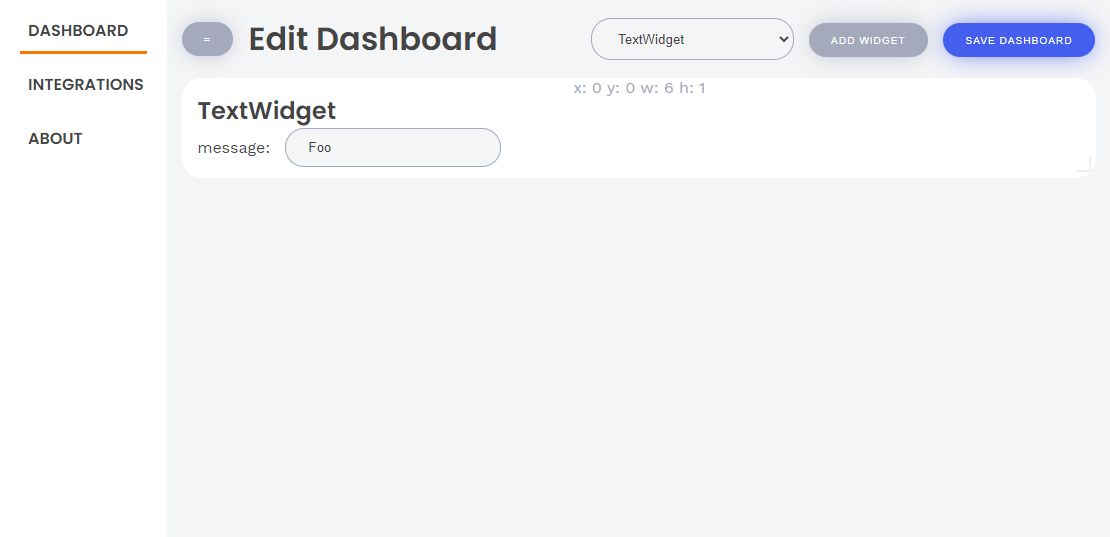 DASHBOARD
INTEGRATIONS
ABOUT
=
Edit Dashboard
TextWidget
ADD WIDGET
SAVE DASHBOARD
x: 0 y: 0 w: 6 h: 1
TextWidget
message:
Foo